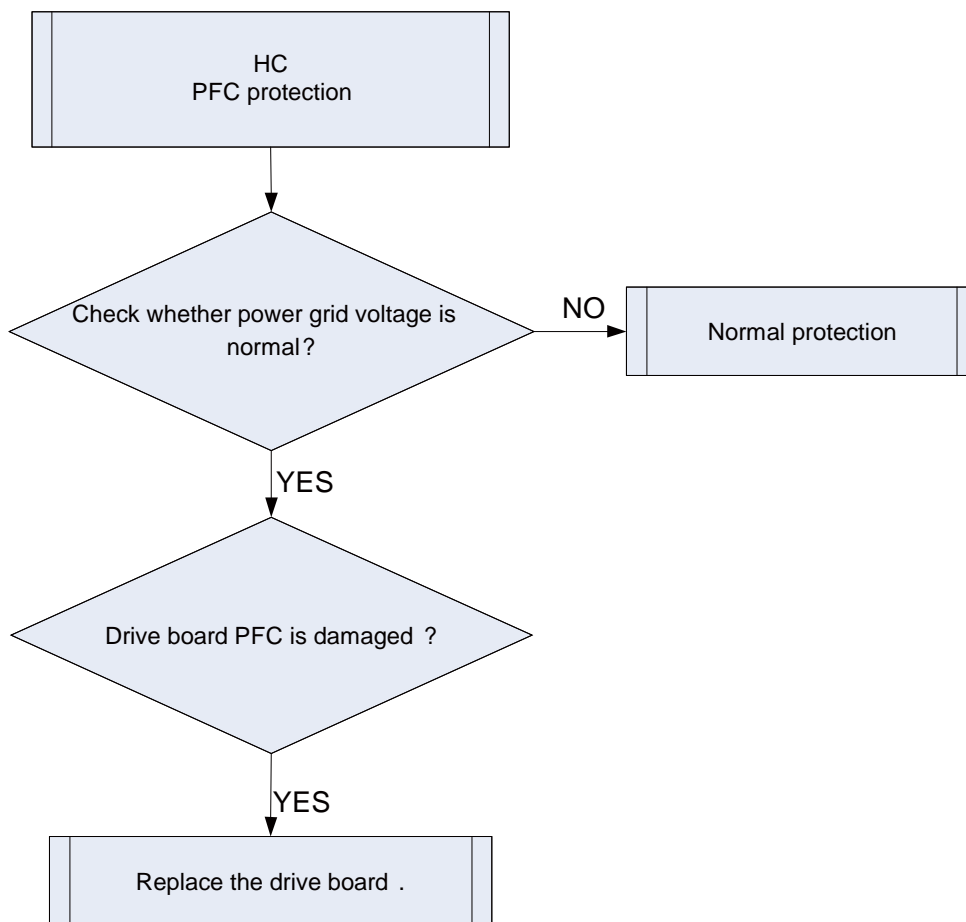 HC
PFC protection
Check whether power grid voltage is
normal?
NO
Normal protection
YES
Drive board PFC is damaged ?
YES
Replace the drive board .